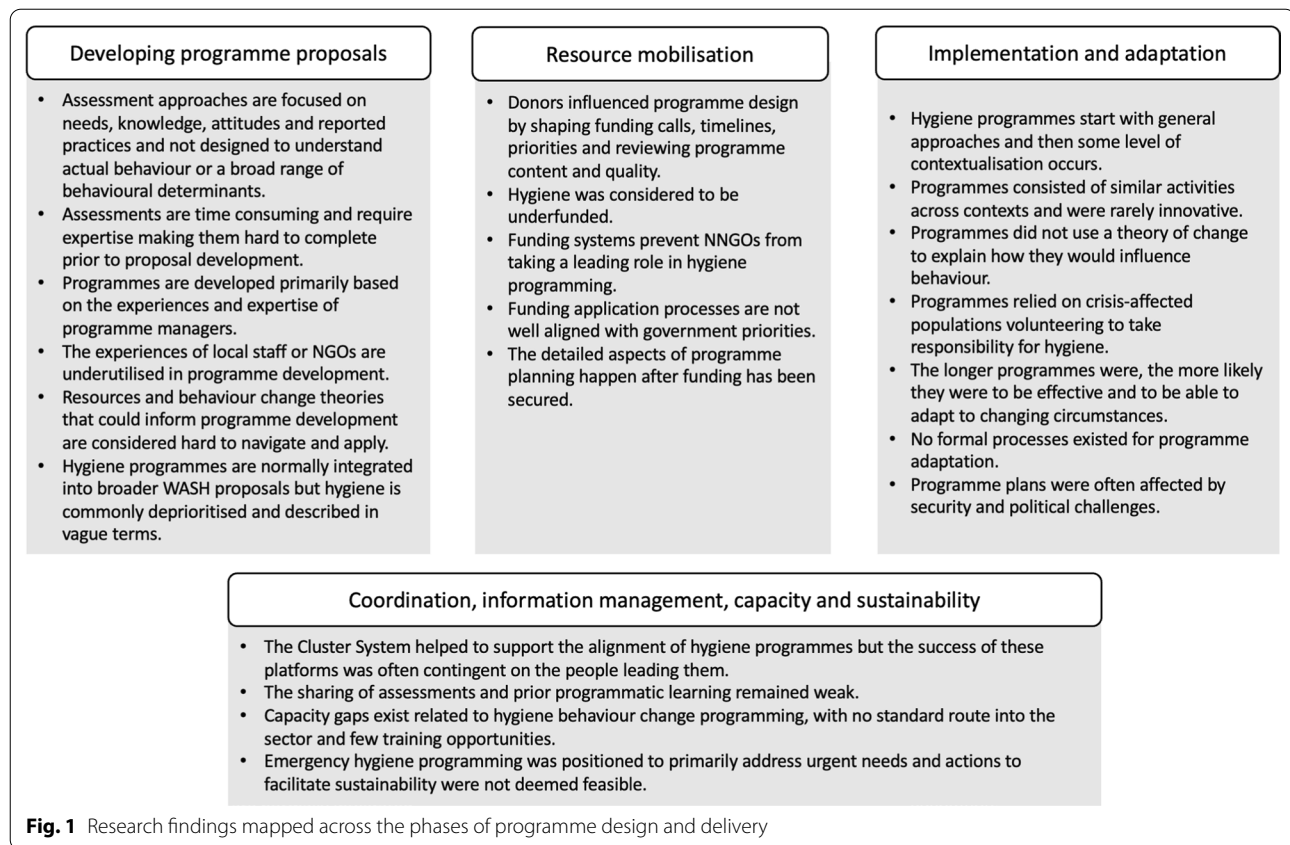 Developing programme proposals
• Assessment approaches are focused on
needs, knowledge, attitudes and reported
practices and not designed to understand
actual behaviour or a broad range of
behavioural determinants.
• Assessments are time consuming and require
expertise making them hard to complete
prior to proposal development.
• Programmes are developed primarily based
on the experiences and expertise of
programme managers.
• The experiences of local staff or NGOs are
underutilised in programme development.
• Resources and behaviour change theories
that could inform programme development
are considered hard to navigate and apply.
• Hygiene programmes are normally integrated
into broader WASH proposals but hygiene is
commonly deprioritised and described in
vague terms.
Resource mobilisation
• Donors influenced programme design
by shaping funding calls, timelines,
priorities and reviewing programme
content and quality.
• Hygiene was considered to be
underfunded.
• Funding systems prevent NNGOs from
taking a leading role in hygiene
programming.
• Funding application processes are not
well aligned with government priorities.
• The detailed aspects of programme
planning happen after funding has been
secured.
Implementation and adaptation
• Hygiene programmes start with general
approaches and then some level of
contextualisation occurs.
• Programmes consisted of similar activities
across contexts and were rarely innovative.
• Programmes did not use a theory of change
to explain how they would influence
behaviour.
• Programmes relied on crisis-affected
populations volunteering to take
responsibility for hygiene.
• The longer programmes were, the more likely
they were to be effective and to be able to
adapt to changing circumstances.
• No formal processes existed for programme
adaptation.
• Programme plans were often affected by
security and political challenges.
Coordination, information management, capacity and sustainability
• The Cluster System helped to support the alignment of hygiene programmes but the success of these
platforms was often contingent on the people leading them.
• The sharing of assessments and prior programmatic learning remained weak.
• Capacity gaps exist related to hygiene behaviour change programming, with no standard route into the
sector and few training opportunities.
• Emergency hygiene programming was positioned to primarily address urgent needs and actions to
facilitate sustainability were not deemed feasible.
Fig. 1 Research findings mapped across the phases of programme design and delivery